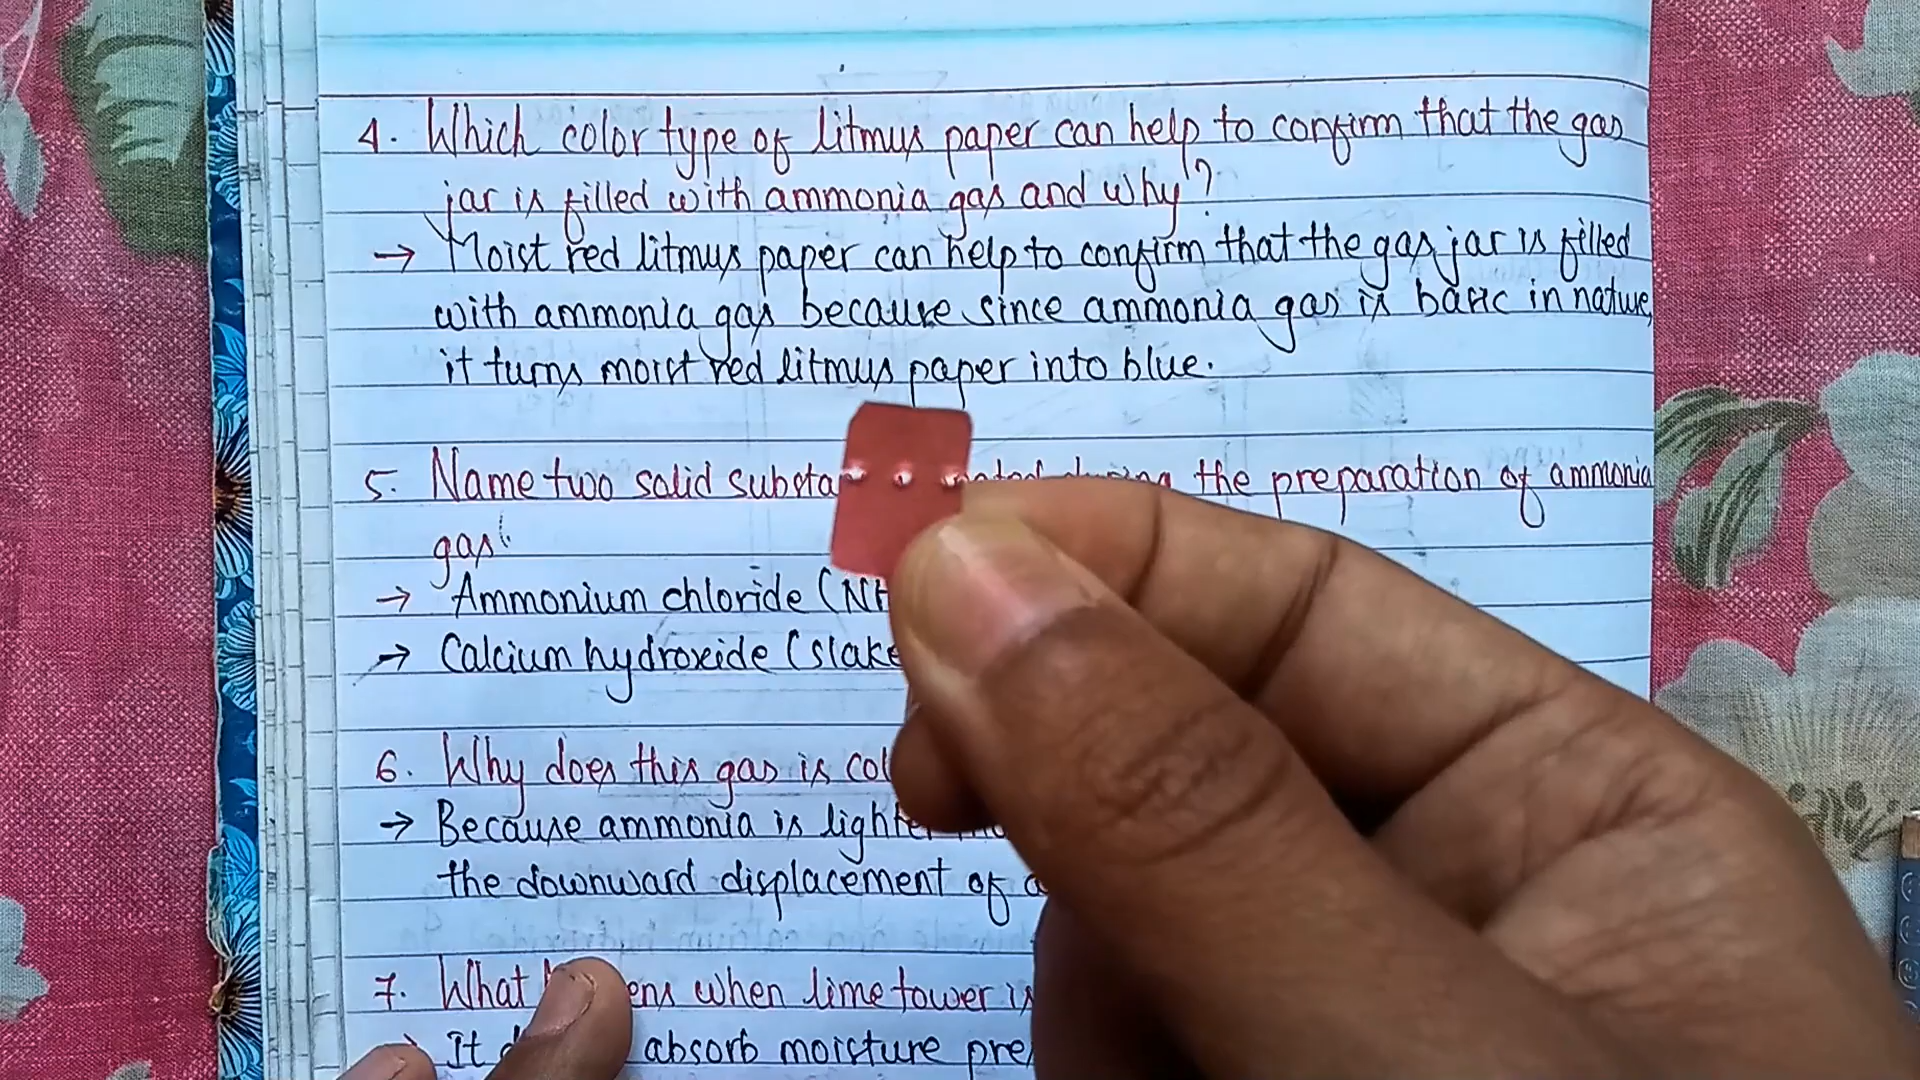 4. Which color type of litmus paper can help to confirm that the gas
jar is filled with ammonia gas and why?
→ Moist red litmus paper can help to confirm that the gas jar is filled
with ammonia gas because since ammonia gas is basic in nature,
it turns moist red litmus paper into blue.
5. Name two solid the preparation of ammonia
gas.
→ Ammonium chloride (NH
→ Calcium hydroxide (slake
6. Why does this gas is col
→ Because ammonia is lighter
the downward displacement of a
7. What when lime tower is
It absorb moisture pre